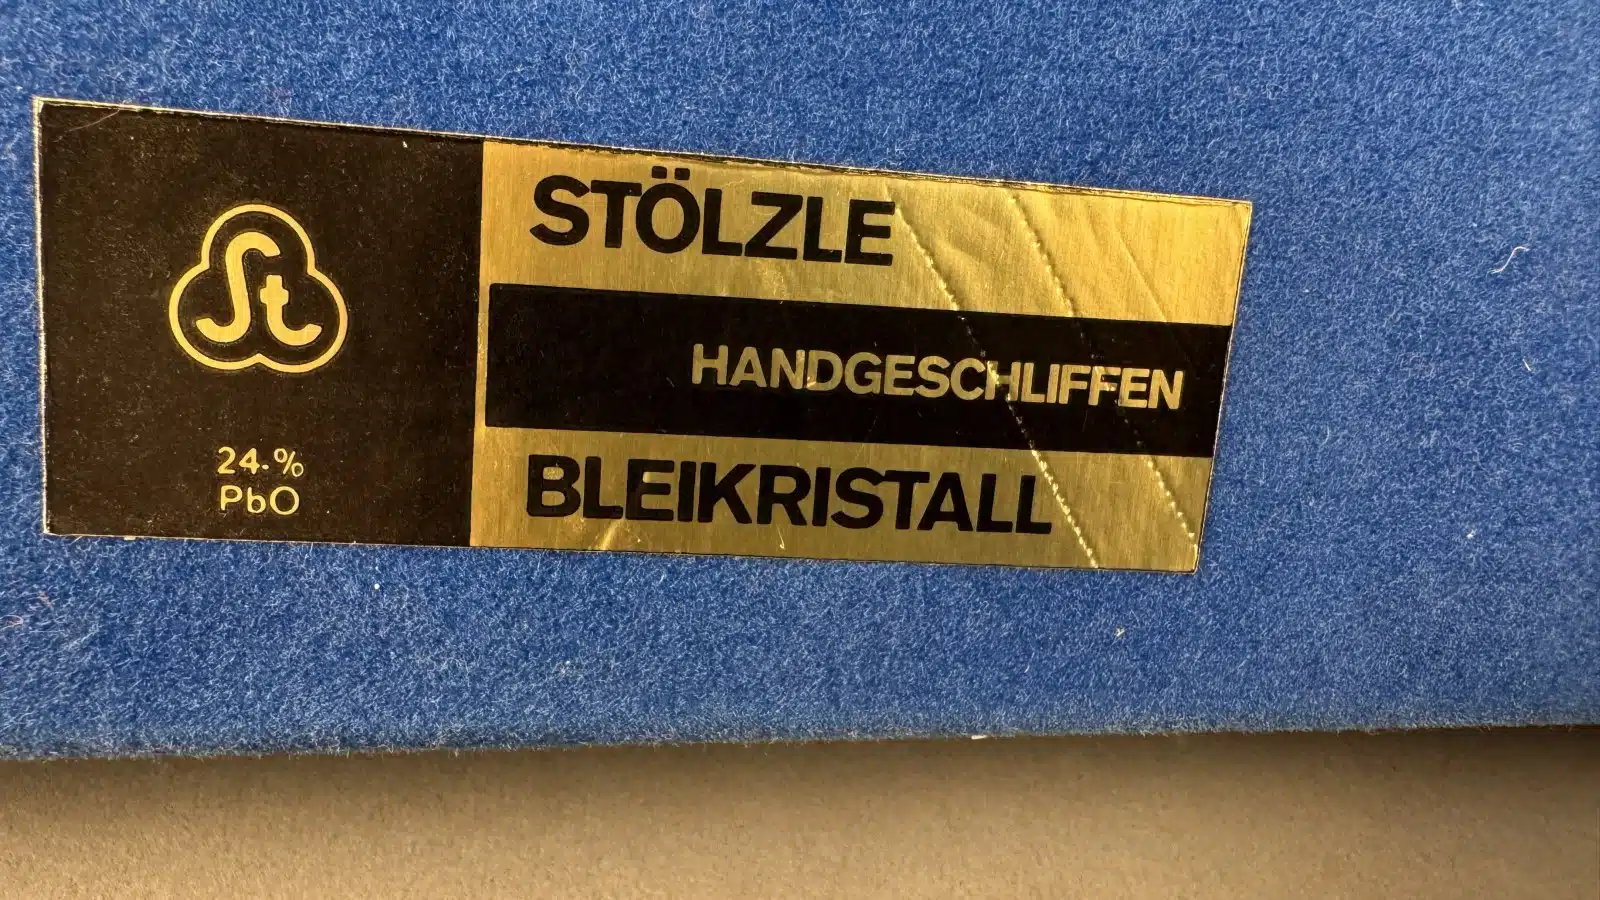 St
24.%
PbO
STÖLZLE
HANDGESCHLIFFEN
BLEIKRISTALL